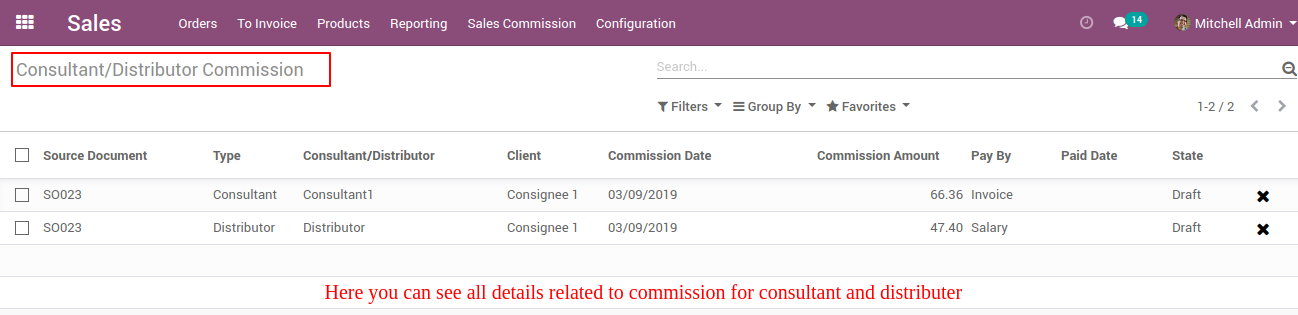 Sales Orders To Invoice Products Reporting Sales Commission Configuration 14 Mitchell Admin
Consultant/Distributor Commission
Search...
Filters Group By Favorites 1-2 / 2
Source Document Type Consultant/Distributor Client Commission Date Commission Amount Pay By Paid Date State
SO023 Consultant Consultant1 Consignee 1 03/09/2019 66.36 Invoice Draft
SO023 Distributor Distributor Consignee 1 03/09/2019 47.40 Salary Draft
Here you can see all details related to commission for consultant and distributer